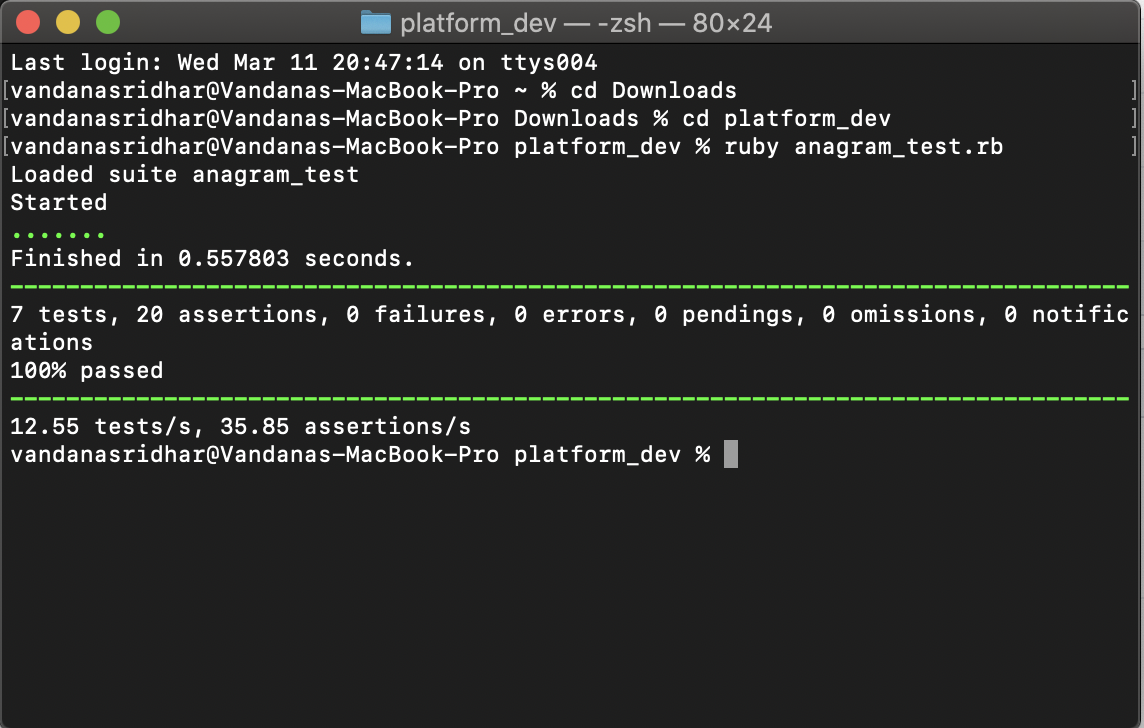 platform_dev — -zsh — 80×24
Last login: Wed Mar 11 20:47:14 on ttys004
[vandanasridhar@Vandanas-MacBook-Pro ~ % cd Downloads ]
[vandanasridhar@Vandanas-MacBook-Pro Downloads % cd platform_dev ]
[vandanasridhar@Vandanas-MacBook-Pro platform_dev % ruby anagram_test.rb ]
Loaded suite anagram_test
Started
.......
Finished in 0.557803 seconds.
--------------------------------------------------------------------------------
7 tests, 20 assertions, 0 failures, 0 errors, 0 pendings, 0 omissions, 0 notific
ations
100% passed
--------------------------------------------------------------------------------
12.55 tests/s, 35.85 assertions/s
vandanasridhar@Vandanas-MacBook-Pro platform_dev %